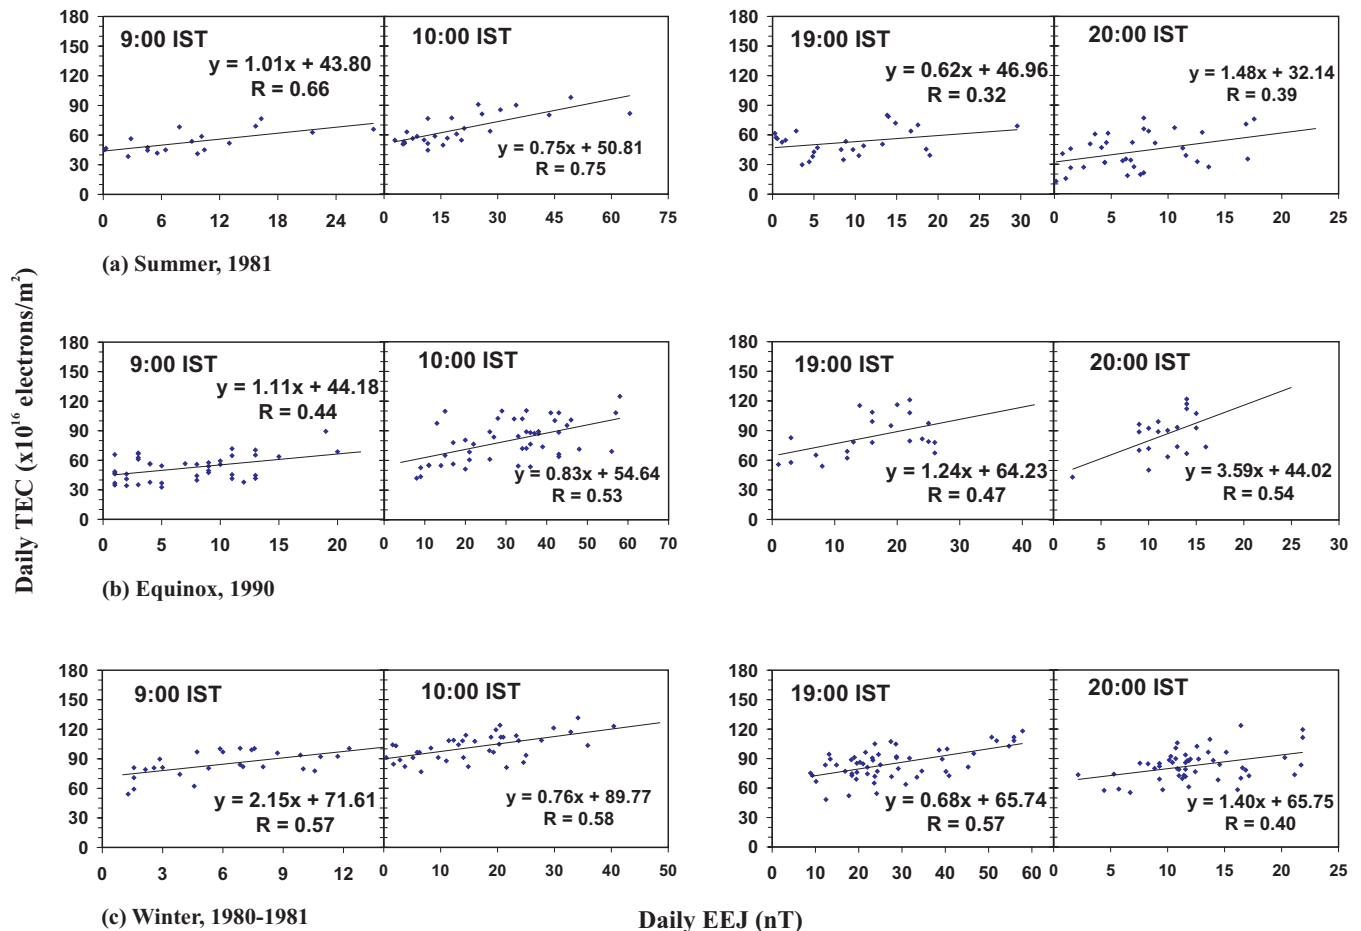 Daily TEC (x10¹⁶ electrons/m²)
180
150
120
90
60
30
0
9:00 IST
y = 1.01x + 43.80
R = 0.66
0 6 12 18 24
10:00 IST
y = 0.75x + 50.81
R = 0.75
0 15 30 45 60 75
180
150
120
90
60
30
0
19:00 IST
y = 0.62x + 46.96
R = 0.32
0 5 10 15 20 25 30
20:00 IST
y = 1.48x + 32.14
R = 0.39
0 5 10 15 20 25
(a) Summer, 1981
180
150
120
90
60
30
0
9:00 IST
y = 1.11x + 44.18
R = 0.44
0 5 10 15 20
10:00 IST
y = 0.83x + 54.64
R = 0.53
0 10 20 30 40 50 60 70
180
150
120
90
60
30
0
19:00 IST
y = 1.24x + 64.23
R = 0.47
0 10 20 30 40
20:00 IST
y = 3.59x + 44.02
R = 0.54
0 5 10 15 20 25 30
(b) Equinox, 1990
180
150
120
90
60
30
0
9:00 IST
y = 2.15x + 71.61
R = 0.57
0 3 6 9 12
10:00 IST
y = 0.76x + 89.77
R = 0.58
0 10 20 30 40 50
180
150
120
90
60
30
0
19:00 IST
y = 0.68x + 65.74
R = 0.57
0 10 20 30 40 50 60
20:00 IST
y = 1.40x + 65.75
R = 0.40
0 5 10 15 20 25
(c) Winter, 1980-1981
Daily EEJ (nT)